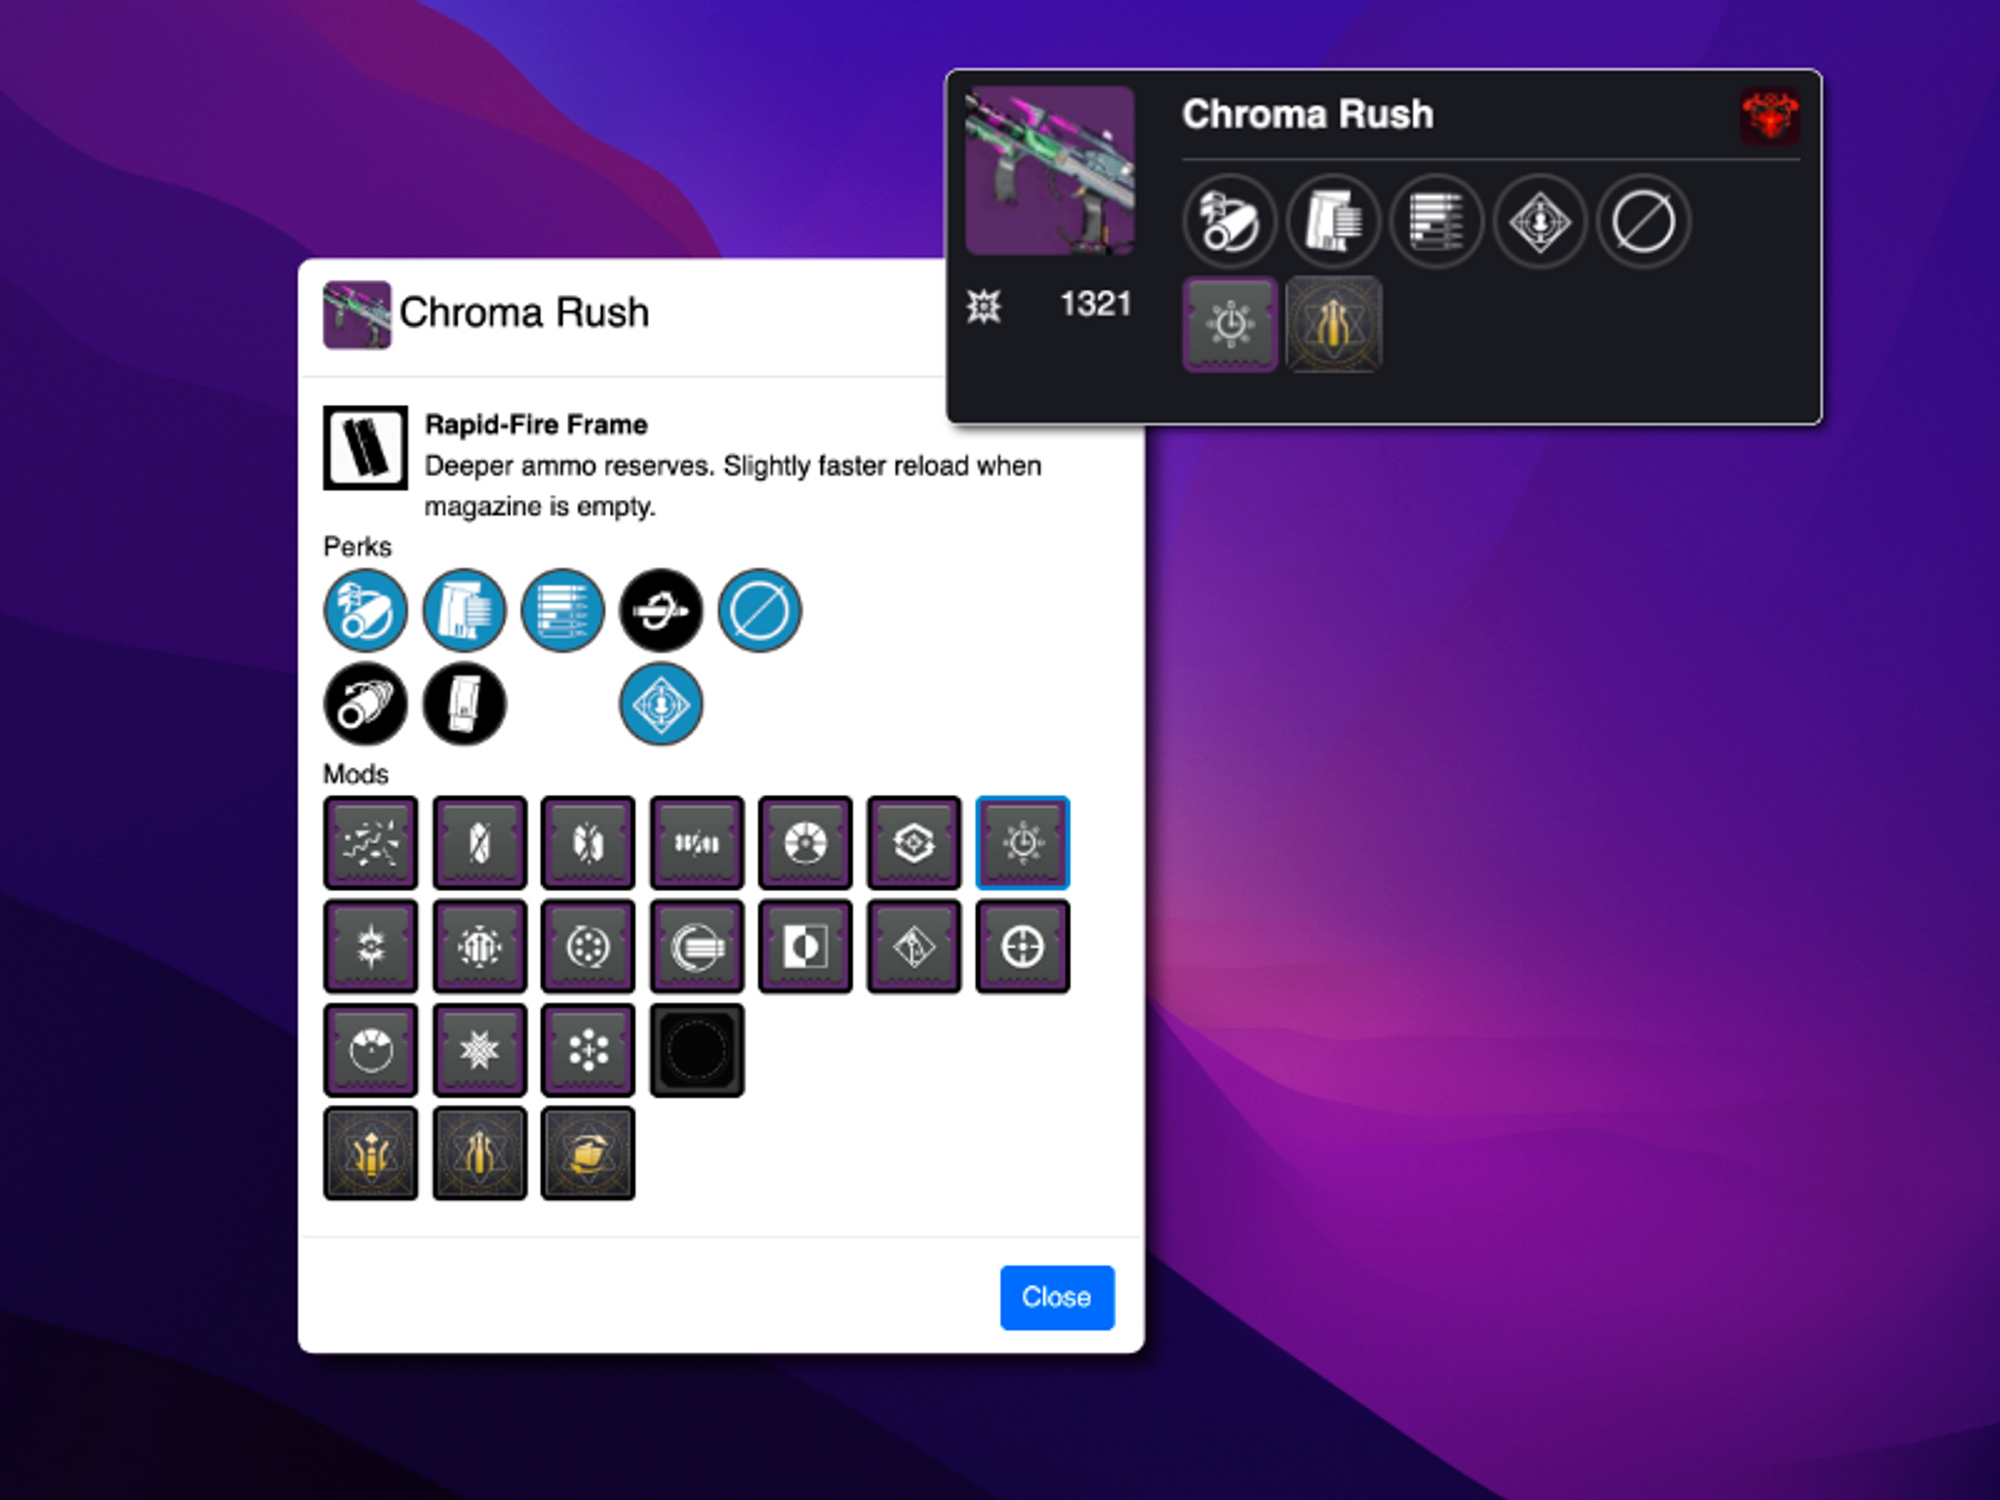 Chroma Rush
1321
Chroma Rush
Rapid-Fire Frame
Deeper ammo reserves. Slightly faster reload when
magazine is empty.
Perks
Mods
Close